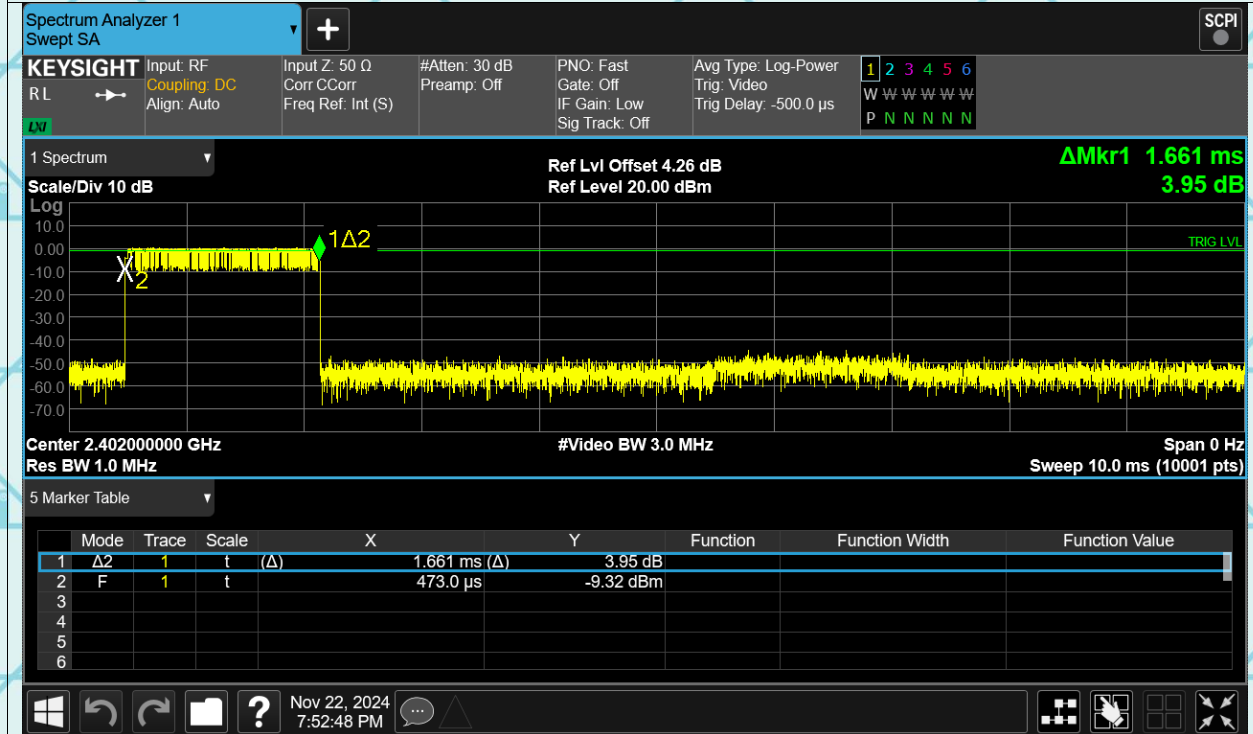 Spectrum Analyzer 1
Swept SA
+
SCPI
KEYSIGHT
RL
LXI
Input: RF
Coupling: DC
Align: Auto
Input Z: 50 Ω
Corr CCorr
Freq Ref: Int (S)
#Atten: 30 dB
Preamp: Off
PNO: Fast
Gate: Off
IF Gain: Low
Sig Track: Off
Avg Type: Log-Power
Trig: Video
Trig Delay: -500.0 µs
1 2 3 4 5 6
W W W W W W
P N N N N N
1 Spectrum
Scale/Div 10 dB
Ref Lvl Offset 4.26 dB
Ref Level 20.00 dBm
ΔMkr1 1.661 ms
3.95 dB
Log
10.0
0.00
-10.0
-20.0
-30.0
-40.0
-50.0
-60.0
-70.0
1Δ2
X2
TRIG LVL
Center 2.402000000 GHz
Res BW 1.0 MHz
#Video BW 3.0 MHz
Span 0 Hz
Sweep 10.0 ms (10001 pts)
5 Marker Table
Mode Trace Scale X Y Function Function Width Function Value
1 Δ2 1 t (Δ) 1.661 ms (Δ) 3.95 dB
2 F 1 t 473.0 µs -9.32 dBm
3
4
5
6
?
Nov 22, 2024
7:52:48 PM